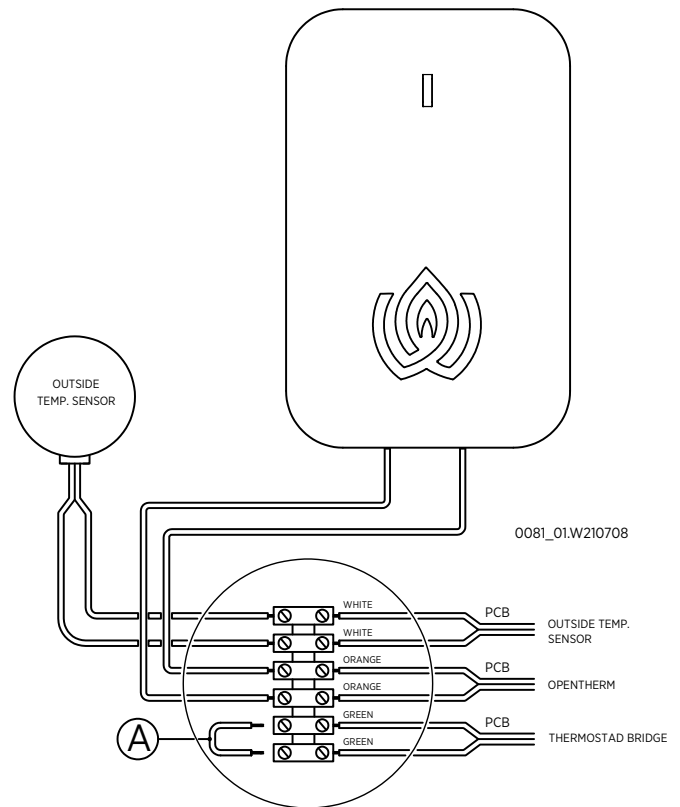 OUTSIDE
TEMP. SENSOR
0081_01.W210708
WHITE
PCB
OUTSIDE TEMP.
SENSOR
WHITE
ORANGE
PCB
OPENTHERM
ORANGE
GREEN
PCB
THERMOSTAD BRIDGE
GREEN
A